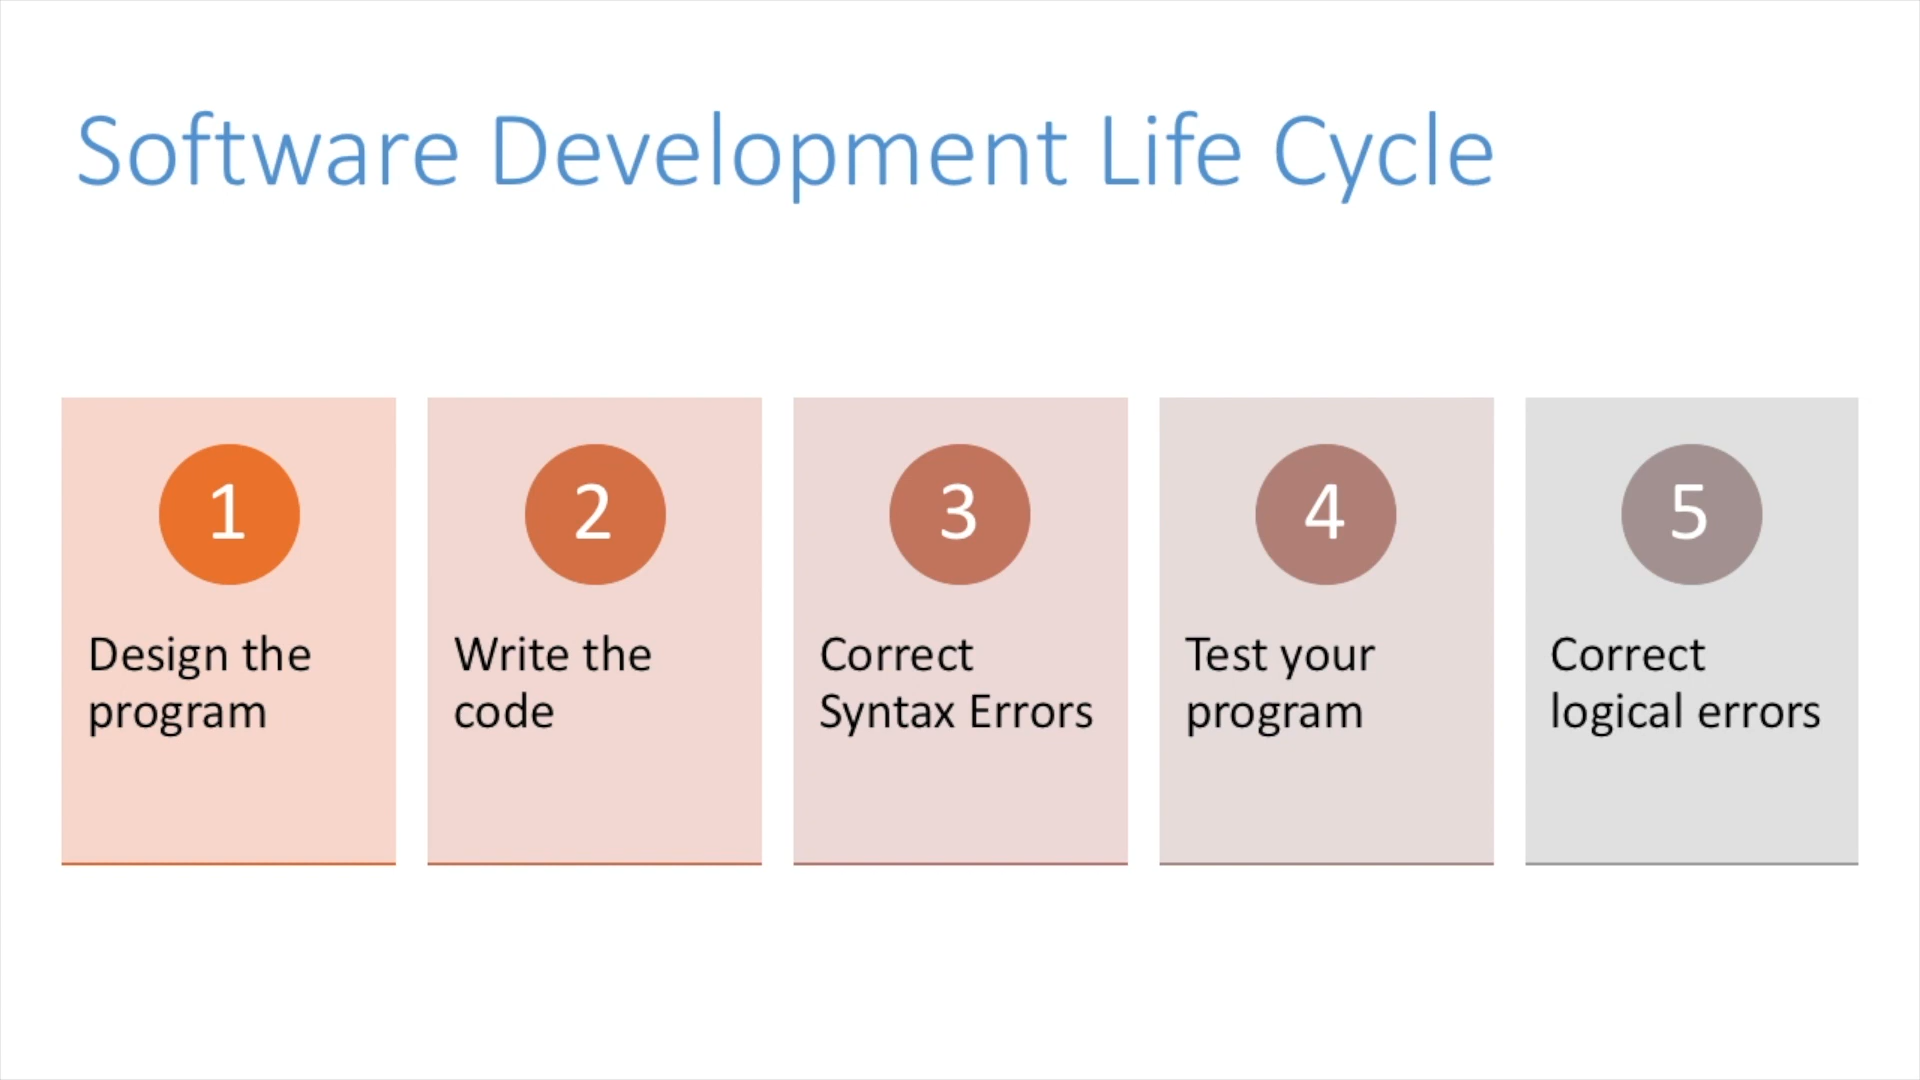 Software Development Life Cycle
1
Design the
program
2
Write the
code
3
Correct
Syntax Errors
4
Test your
program
5
Correct
logical errors